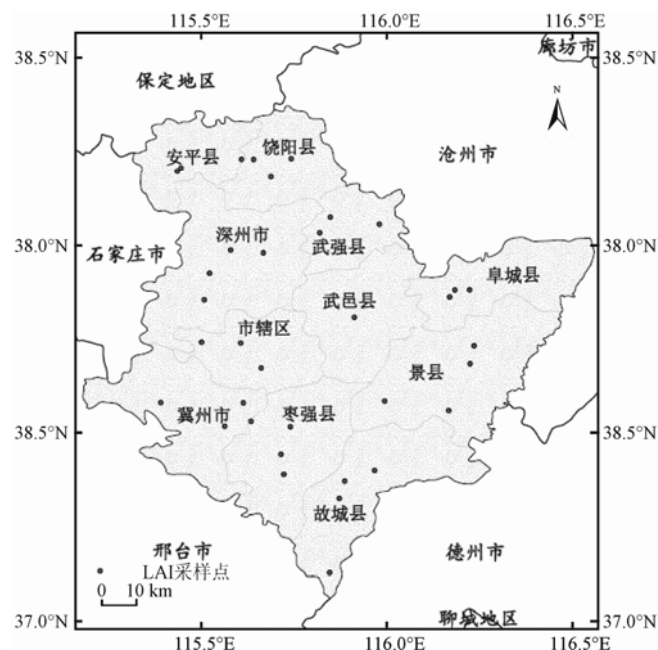 115.5°E 116.0°E 116.5°E
38.5°N 廊坊市 38.5°N
保定地区
N
饶阳县
安平县 沧州市
深州市
38.0°N 武强县 38.0°N
石家庄市 阜城县
武邑县
市辖区
景县
冀州市 枣强县
38.5°N 38.5°N
故城县
邢台市 德州市
LAI采样点
0 10 km
聊城地区
37.0°N 37.0°N
115.5°E 116.0°E 116.5°E